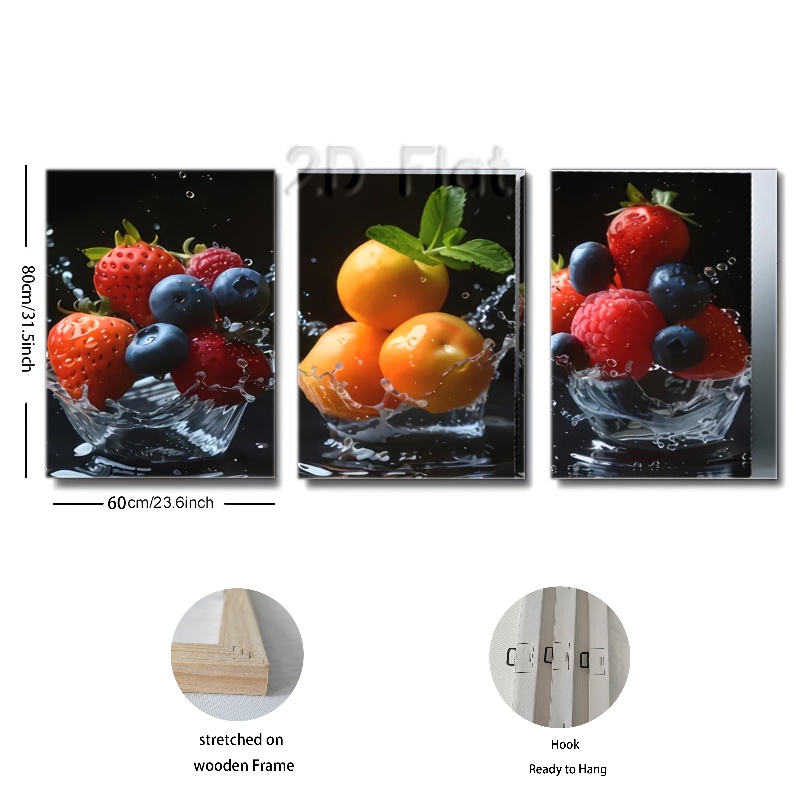 2D Flat
80cm/31.5inch
60cm/23.6inch
stretched on
wooden Frame
Hook
Ready to Hang